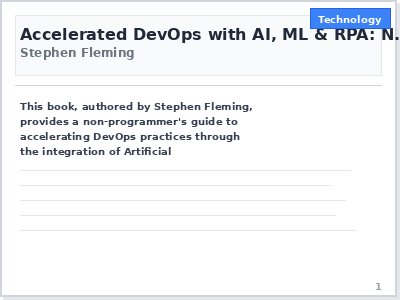 Technology
Accelerated DevOps with AI, ML & RPA: N.
Stephen Fleming
This book, authored by Stephen Fleming,
provides a non-programmer's guide to
accelerating DevOps practices through
the integration of Artificial
1